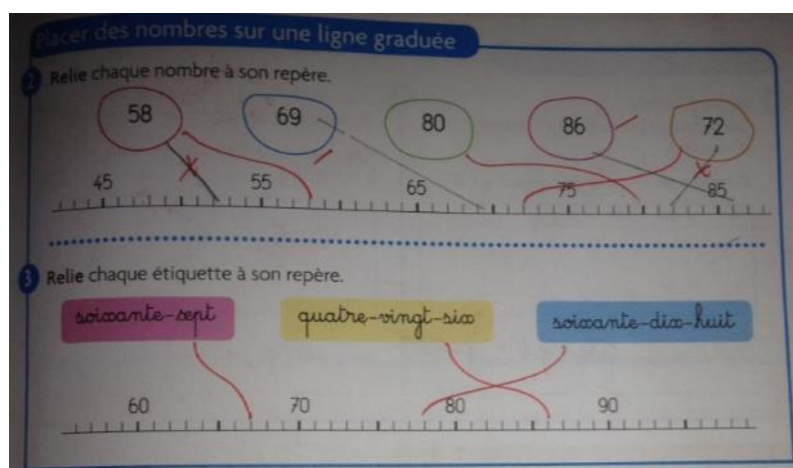 Placer des nombres sur une ligne graduée
2 Relie chaque nombre à son repère.
58 69 80 86 72
45 55 65 75 85
3 Relie chaque étiquette à son repère.
soixante-sept quatre-vingt-six soixante-dix-huit
60 70 80 90